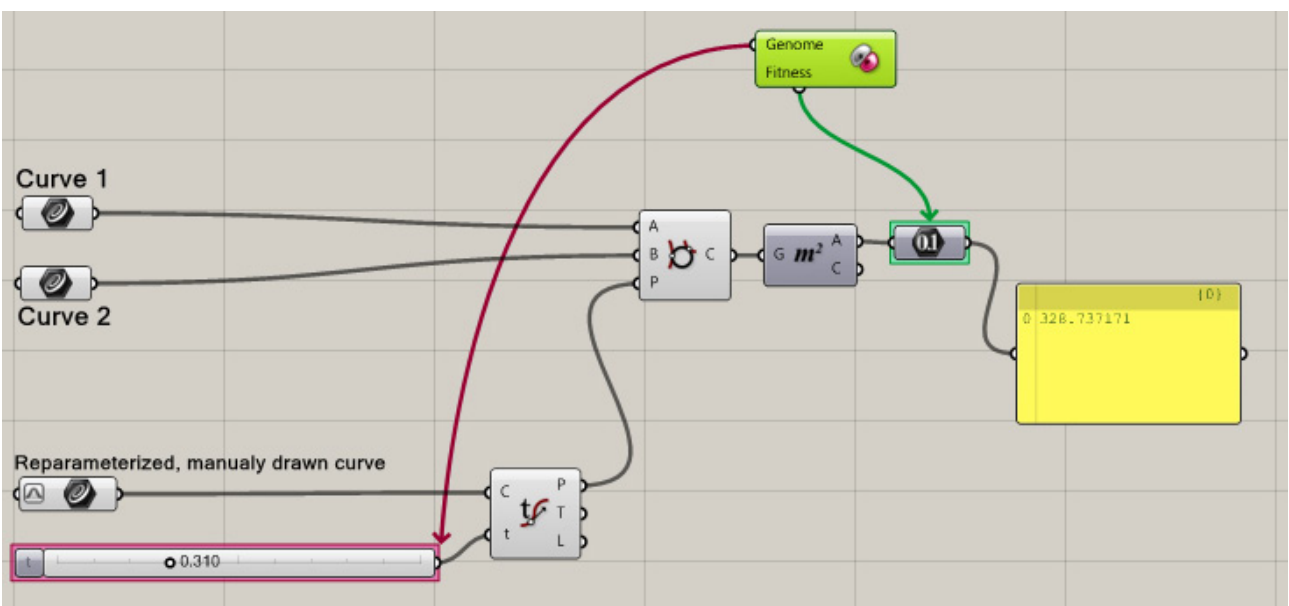 Genome
Fitness
Curve 1
A
B C
P
G m² A
C
0.1
Curve 2
{0}
0 328.737171
Reparameterized, manualy drawn curve
C P
t T
t L
t 0.310